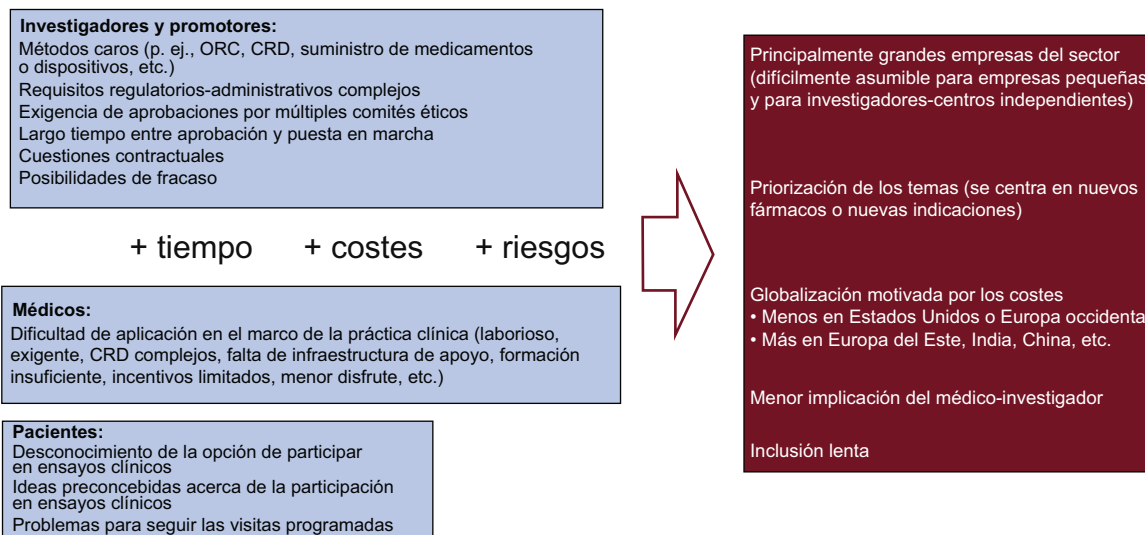 Investigadores y promotores:
Métodos caros (p. ej., ORC, CRD, suministro de medicamentos
o dispositivos, etc.)
Requisitos regulatorios-administrativos complejos
Exigencia de aprobaciones por múltiples comités éticos
Largo tiempo entre aprobación y puesta en marcha
Cuestiones contractuales
Posibilidades de fracaso
+ tiempo + costes + riesgos
Médicos:
Dificultad de aplicación en el marco de la práctica clínica (laborioso,
exigente, CRD complejos, falta de infraestructura de apoyo, formación
insuficiente, incentivos limitados, menor disfrute, etc.)
Pacientes:
Desconocimiento de la opción de participar
en ensayos clínicos
Ideas preconcebidas acerca de la participación
en ensayos clínicos
Problemas para seguir las visitas programadas
Principalmente grandes empresas del sector
(difícilmente asumible para empresas pequeñas
y para investigadores-centros independientes)
Priorización de los temas (se centra en nuevos
fármacos o nuevas indicaciones)
Globalización motivada por los costes
• Menos en Estados Unidos o Europa occidenta
• Más en Europa del Este, India, China, etc.
Menor implicación del médico-investigador
Inclusión lenta